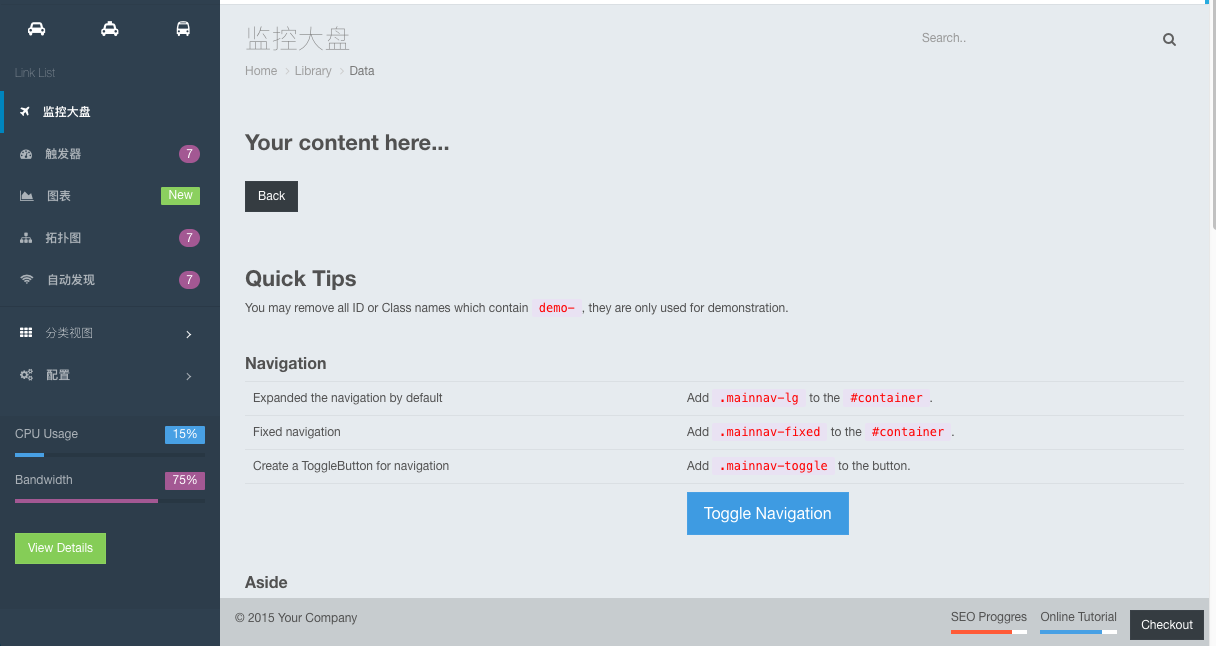 Link List
监控大盘
触发器 7
图表 New
拓扑图 7
自动发现 7
分类视图
配置
CPU Usage 15%
Bandwidth 75%
View Details
监控大盘
Search..
Home Library Data
Your content here...
Back
Quick Tips
You may remove all ID or Class names which contain demo- , they are only used for demonstration.
Navigation
Expanded the navigation by default Add .mainnav-lg to the #container .
Fixed navigation Add .mainnav-fixed to the #container .
Create a ToggleButton for navigation Add .mainnav-toggle to the button.
Toggle Navigation
Aside
© 2015 Your Company
SEO Proggres Online Tutorial Checkout